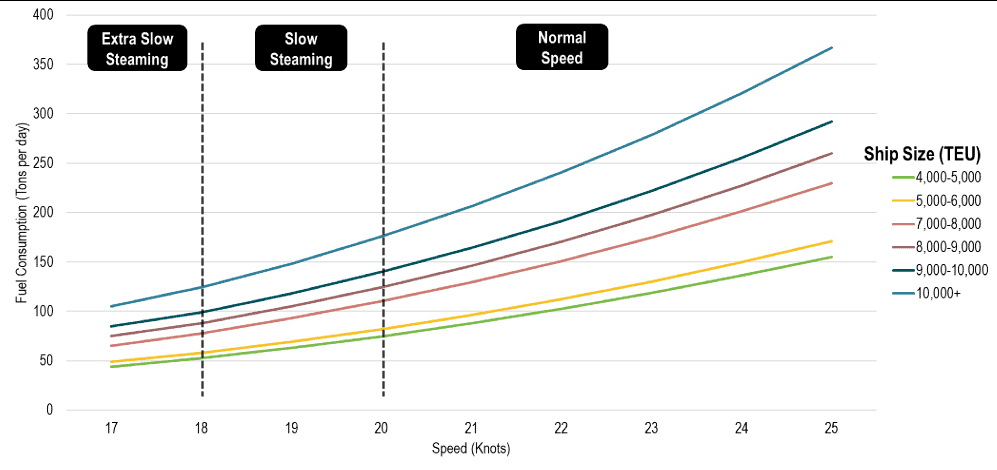 400
350
300
250
200
150
100
50
0
Fuel Consumption (Tons per day)
Extra Slow
Steaming
Slow
Steaming
Normal
Speed
17 18 19 20 21 22 23 24 25
Speed (Knots)
Ship Size (TEU)
4,000-5,000
5,000-6,000
7,000-8,000
8,000-9,000
9,000-10,000
10,000+